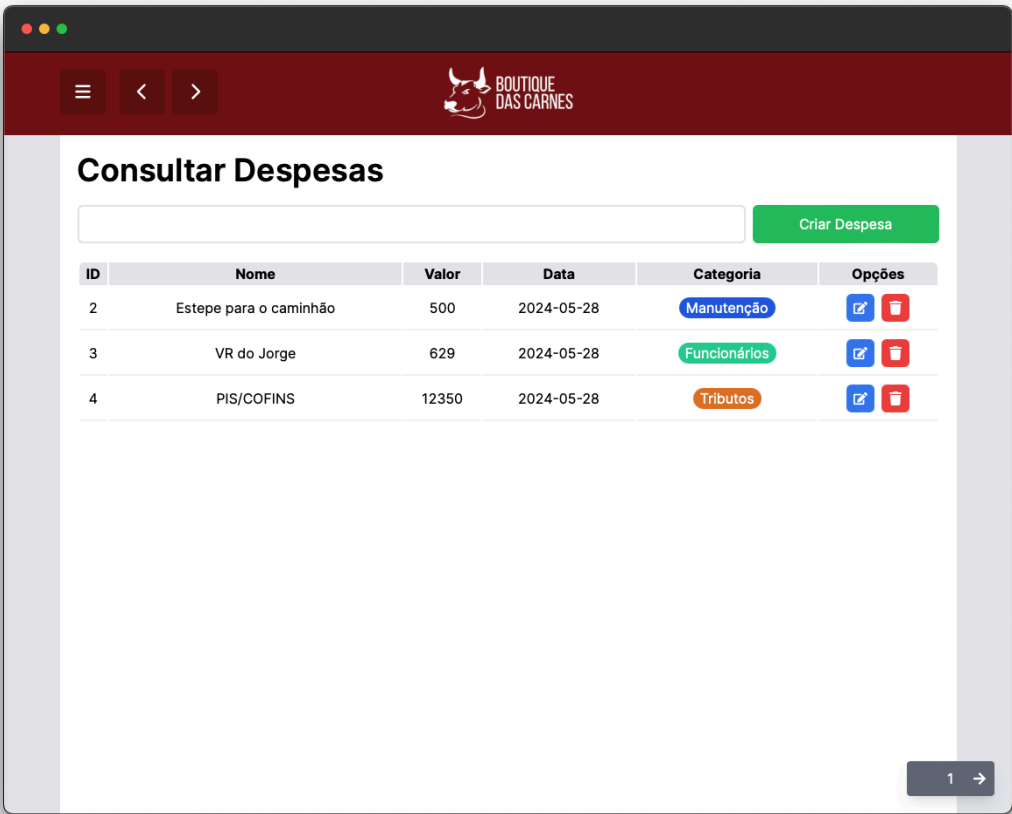 BOUTIQUE
DAS CARNES
Consultar Despesas
Criar Despesa
ID Nome Valor Data Categoria Opções
2 Estepe para o caminhão 500 2024-05-28 Manutenção
3 VR do Jorge 629 2024-05-28 Funcionários
4 PIS/COFINS 12350 2024-05-28 Tributos
1